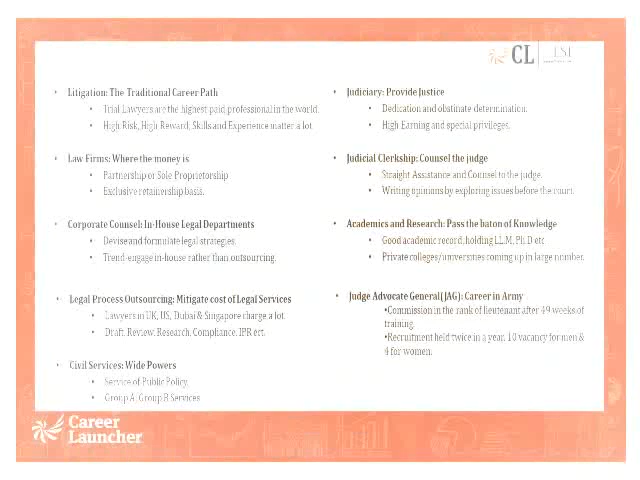 CL LST
Litigation: The Traditional Career Path
Trial Lawyers are the highest paid professional in the world.
High Risk, High Reward, Skills and Experience matter a lot
Law Firms: Where the money is
Partnership or Sole Proprietorship
Exclusive retainership basis.
Corporate Counsel: In-House Legal Departments
Devise and formulate legal strategies.
Trend-engage in-house rather than outsourcing.
Legal Process Outsourcing: Mitigate cost of Legal Services
Lawyers in UK, US, Dubai & Singapore charge a lot.
Draft, Review, Research, Compliance, IPR ect.
Civil Services: Wide Powers
Service of Public Policy.
Group A; Group B Services
Judiciary: Provide Justice
Dedication and obstinate determination.
High Earning and special privileges.
Judicial Clerkship: Counsel the judge
Straight Assistance and Counsel to the judge.
Writing opinions by exploring issues before the court.
Academics and Research: Pass the baton of Knowledge
Good academic record; holding LL.M, Ph.D etc
Private colleges/universities coming up in large number.
Judge Advocate General(JAG): Career in Army
•Commission in the rank of lieutenant after 49 weeks of
training.
•Recruitment held twice in a year, 10 vacancy for men &
4 for women.
Career
Launcher